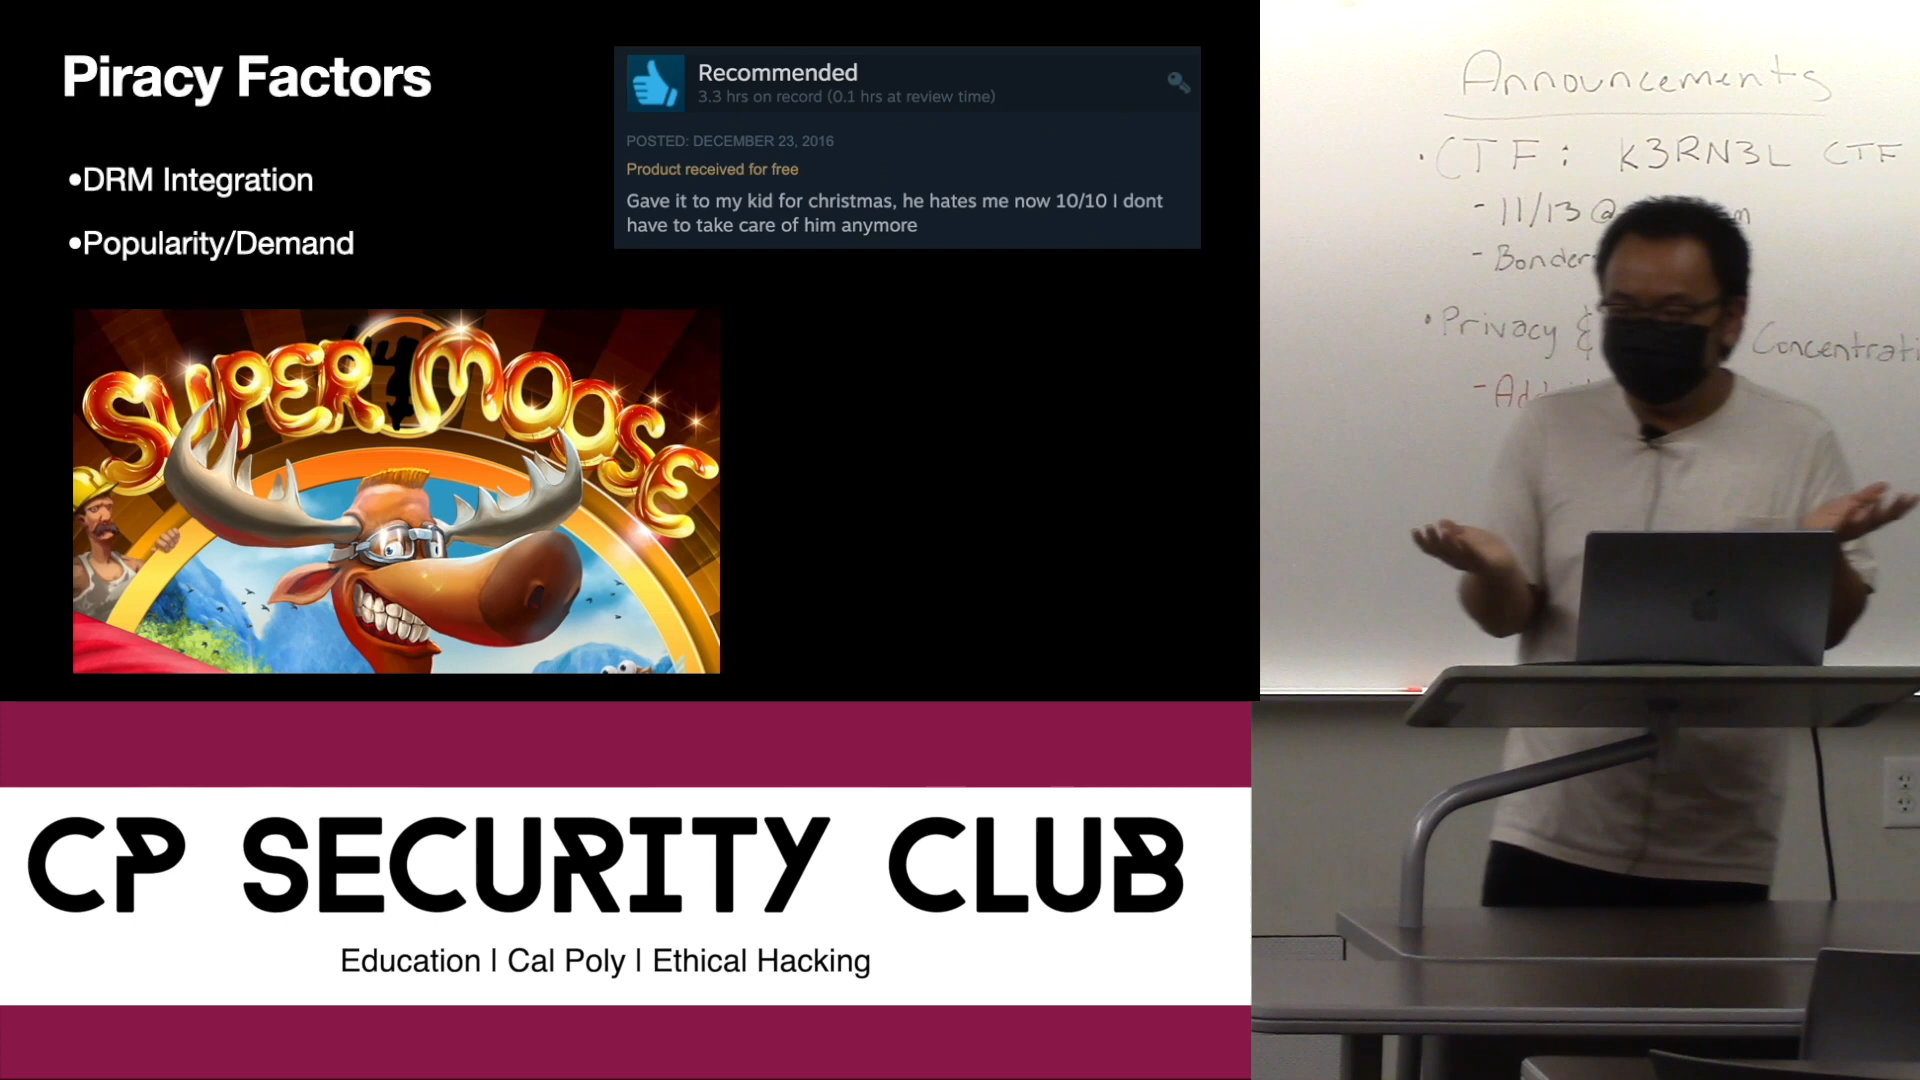 Piracy Factors
•DRM Integration
•Popularity/Demand
Recommended
3.3 hrs on record (0.1 hrs at review time)
POSTED: DECEMBER 23, 2016
Product received for free
Gave it to my kid for christmas, he hates me now 10/10 I dont
have to take care of him anymore
SUPER MOOSE
CP SECURITY CLUB
Education | Cal Poly | Ethical Hacking
Announcements
• CTF: K3RN3L CTF
- 11/13 @
- Bonder
• Privacy & Concentrati